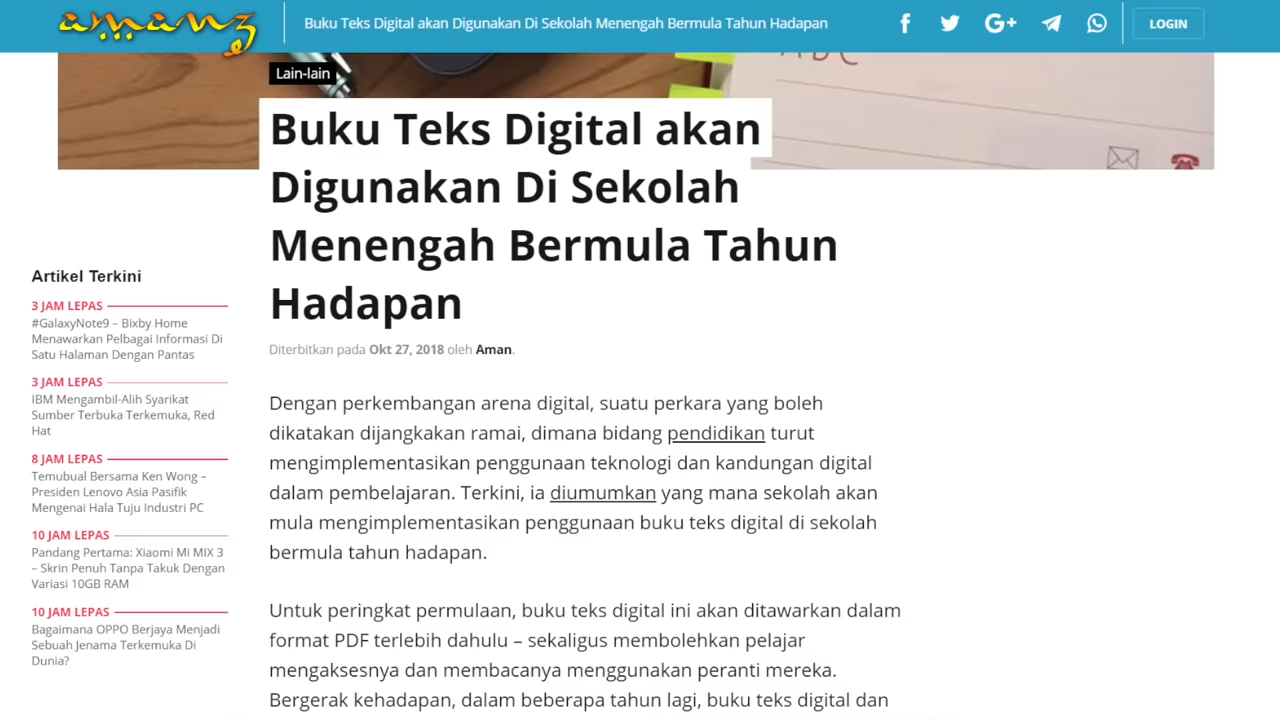 amanz
Buku Teks Digital akan Digunakan Di Sekolah Menengah Bermula Tahun Hadapan
LOGIN
ABC
Lain-lain
Buku Teks Digital akan
Digunakan Di Sekolah
Menengah Bermula Tahun
Hadapan
Diterbitkan pada Okt 27, 2018 oleh Aman.
Artikel Terkini
3 JAM LEPAS
#GalaxyNote9 – Bixby Home
Menawarkan Pelbagai Informasi Di
Satu Halaman Dengan Pantas
3 JAM LEPAS
IBM Mengambil-Alih Syarikat
Sumber Terbuka Terkemuka, Red
Hat
8 JAM LEPAS
Temubual Bersama Ken Wong –
Presiden Lenovo Asia Pasifik
Mengenai Hala Tuju Industri PC
10 JAM LEPAS
Pandang Pertama: Xiaomi Mi MIX 3
– Skrin Penuh Tanpa Takuk Dengan
Variasi 10GB RAM
10 JAM LEPAS
Bagaimana OPPO Berjaya Menjadi
Sebuah Jenama Terkemuka Di
Dunia?
Dengan perkembangan arena digital, suatu perkara yang boleh
dikatakan dijangkakan ramai, dimana bidang pendidikan turut
mengimplementasikan penggunaan teknologi dan kandungan digital
dalam pembelajaran. Terkini, ia diumumkan yang mana sekolah akan
mula mengimplementasikan penggunaan buku teks digital di sekolah
bermula tahun hadapan.
Untuk peringkat permulaan, buku teks digital ini akan ditawarkan dalam
format PDF terlebih dahulu – sekaligus membolehkan pelajar
mengaksesnya dan membacanya menggunakan peranti mereka.
Bergerak kehadapan, dalam beberapa tahun lagi, buku teks digital dan